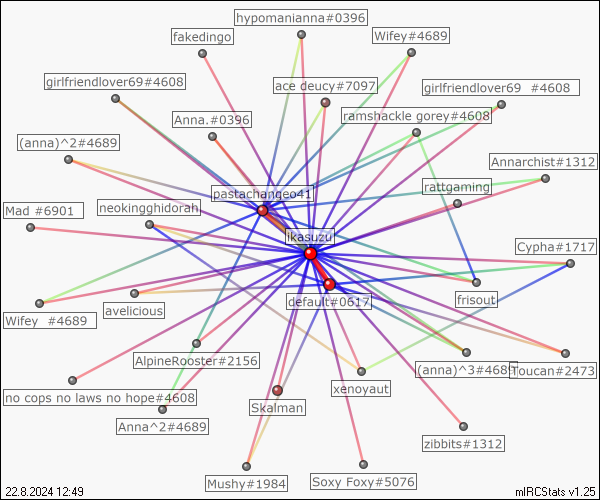 hypomanianna#0396
fakedingo
Wifey#4689
girlfriendlover69#4608
ace deucy#7097
girlfriendlover69 #4608
Anna.#0396
ramshackle gorey#4608
(anna)^2#4689
Annarchist#1312
rattgaming
pastachangeo41
Mad #6901
neokingghidorah
ikasuzu
Cypha#1717
default#0617
frisout
Wifey #4689
avelicious
AlpineRooster#2156
(anna)^3#4689
Toucan#2473
no cops no laws no hope#4608
xenoyaut
Skalman
Anna^2#4689
zibbits#1312
Mushy#1984
Soxy Foxy#5076
22.8.2024 12:49
mIRCStats v1.25